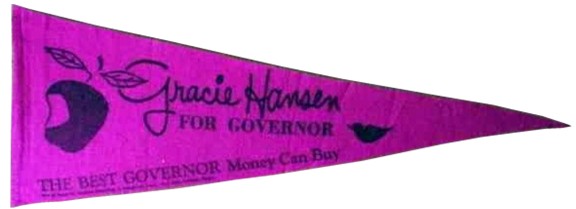 Gracie Hansen
FOR GOVERNOR
THE BEST GOVERNOR Money Can Buy